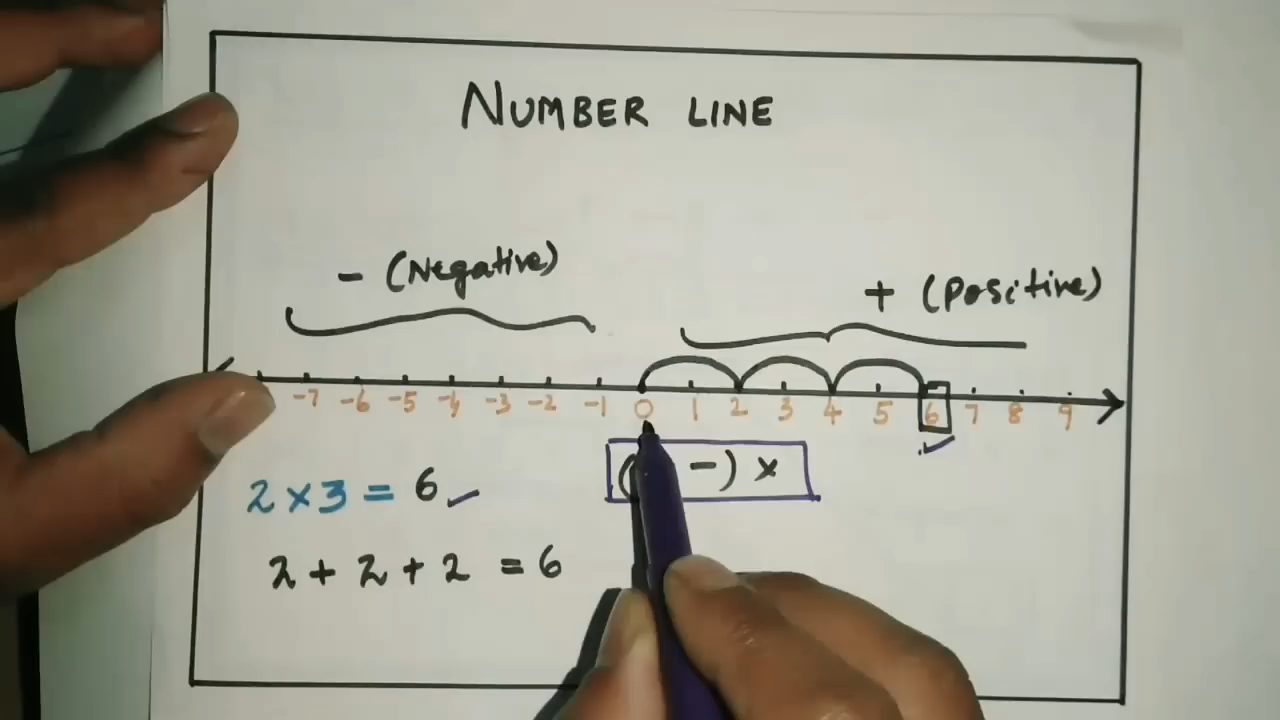 NUMBER LINE
- (Negative)
+ (Positive)
-7 -6 -5 -4 -3 -2 -1 0 1 2 3 4 5 6 7 8 9
( -) ×
2 × 3 = 6
2 + 2 + 2 = 6